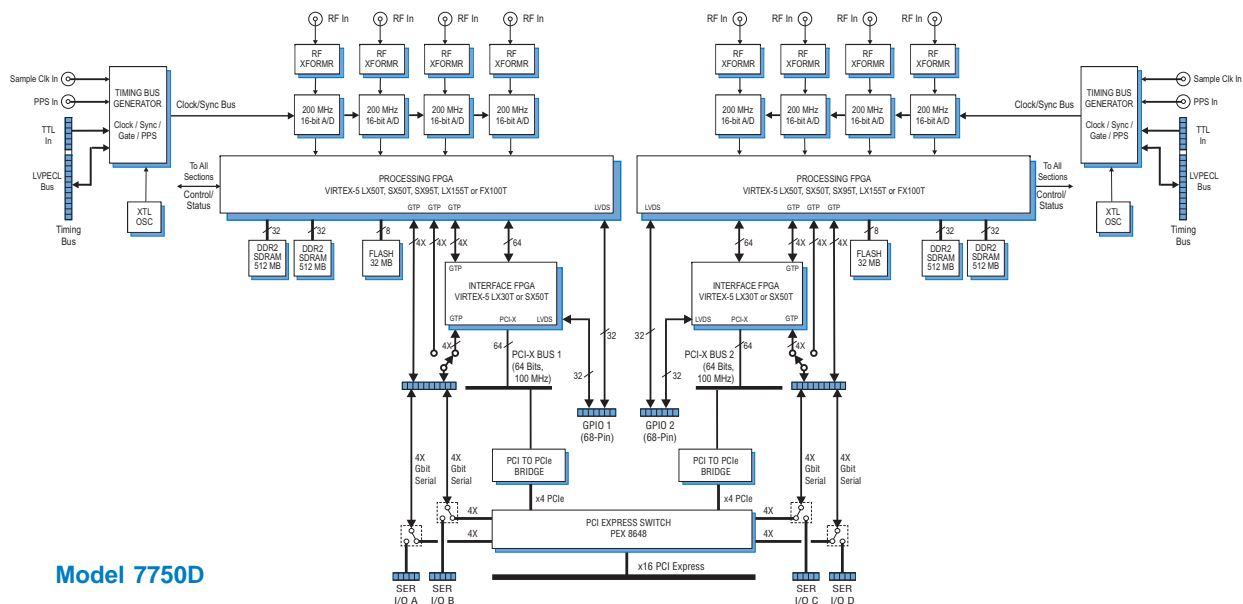 RF In RF In RF In RF In RF In RF In RF In RF In
RF XFORMR RF XFORMR RF XFORMR RF XFORMR RF XFORMR RF XFORMR RF XFORMR RF XFORMR
Sample Clk In
PPS In
TTL In
LVPECL Bus
Timing Bus
TIMING BUS GENERATOR
Clock / Sync / Gate / PPS
XTL OSC
Clock/Sync Bus
200 MHz 16-bit A/D 200 MHz 16-bit A/D 200 MHz 16-bit A/D 200 MHz 16-bit A/D
200 MHz 16-bit A/D 200 MHz 16-bit A/D 200 MHz 16-bit A/D 200 MHz 16-bit A/D
Clock/Sync Bus
TIMING BUS GENERATOR
Clock / Sync / Gate / PPS
XTL OSC
Sample Clk In
PPS In
TTL In
LVPECL Bus
Timing Bus
To All Sections
Control/ Status
PROCESSING FPGA
VIRTEX-5 LX50T, SX50T, SX95T, LX155T or FX100T
GTP GTP GTP LVDS
PROCESSING FPGA
VIRTEX-5 LX50T, SX50T, SX95T, LX155T or FX100T
LVDS GTP GTP GTP
To All Sections
Control/ Status
32 32 8 4X 4X 4X 64
64 4X 4X 4X 8 32 32
DDR2 SDRAM 512 MB
DDR2 SDRAM 512 MB
FLASH 32 MB
FLASH 32 MB
DDR2 SDRAM 512 MB
DDR2 SDRAM 512 MB
GTP
INTERFACE FPGA
VIRTEX-5 LX30T or SX50T
GTP PCI-X LVDS
GTP
INTERFACE FPGA
VIRTEX-5 LX30T or SX50T
LVDS PCI-X GTP
4X 64 32
32 64 4X
PCI-X BUS 1
(64 Bits,
100 MHz)
32
PCI-X BUS 2
(64 Bits,
100 MHz)
32
GPIO 1
(68-Pin)
GPIO 2
(68-Pin)
4X Gbit Serial
4X Gbit Serial
PCI TO PCIe BRIDGE
PCI TO PCIe BRIDGE
4X Gbit Serial
4X Gbit Serial
x4 PCIe
x4 PCIe
4X
4X
PCI EXPRESS SWITCH
PEX 8648
4X
4X
x16 PCI Express
Model 7750D
SER I/O A
SER I/O B
SER I/O C
SER I/O D